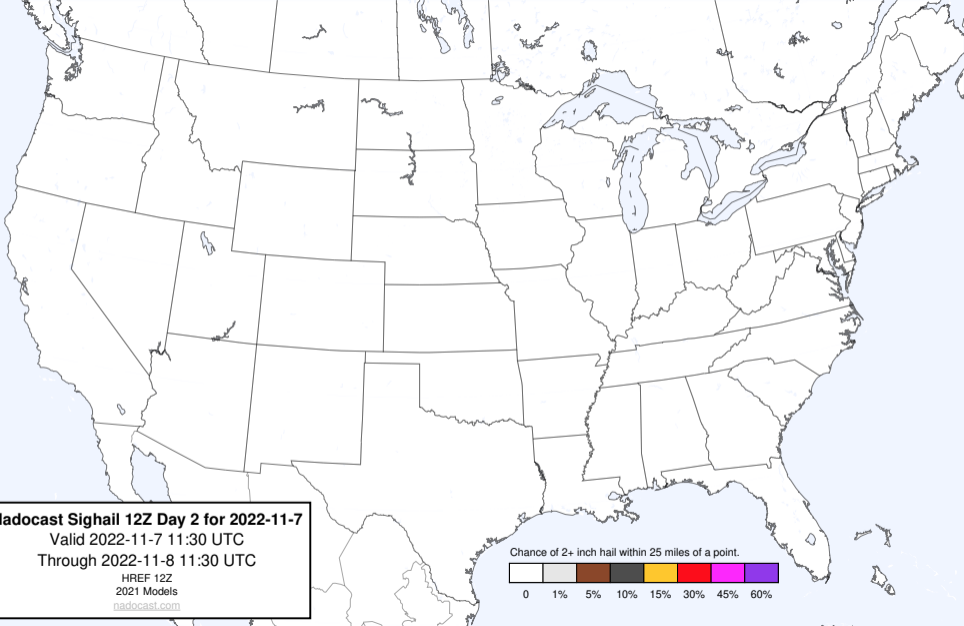 adocast Sighail 12Z Day 2 for 2022-11-7
Valid 2022-11-7 11:30 UTC
Through 2022-11-8 11:30 UTC
HREF 12Z
2021 Models
nadocast.com
Chance of 2+ inch hail within 25 miles of a point.
0 1% 5% 10% 15% 30% 45% 60%